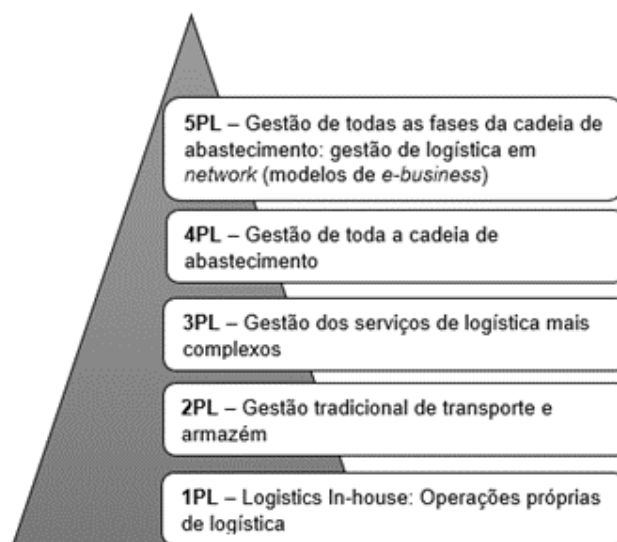 5PL – Gestão de todas as fases da cadeia de
abastecimento: gestão de logística em
network (modelos de e-business)
4PL – Gestão de toda a cadeia de
abastecimento
3PL – Gestão dos serviços de logística mais
complexos
2PL – Gestão tradicional de transporte e
armazém
1PL – Logistics In-house: Operações próprias
de logística